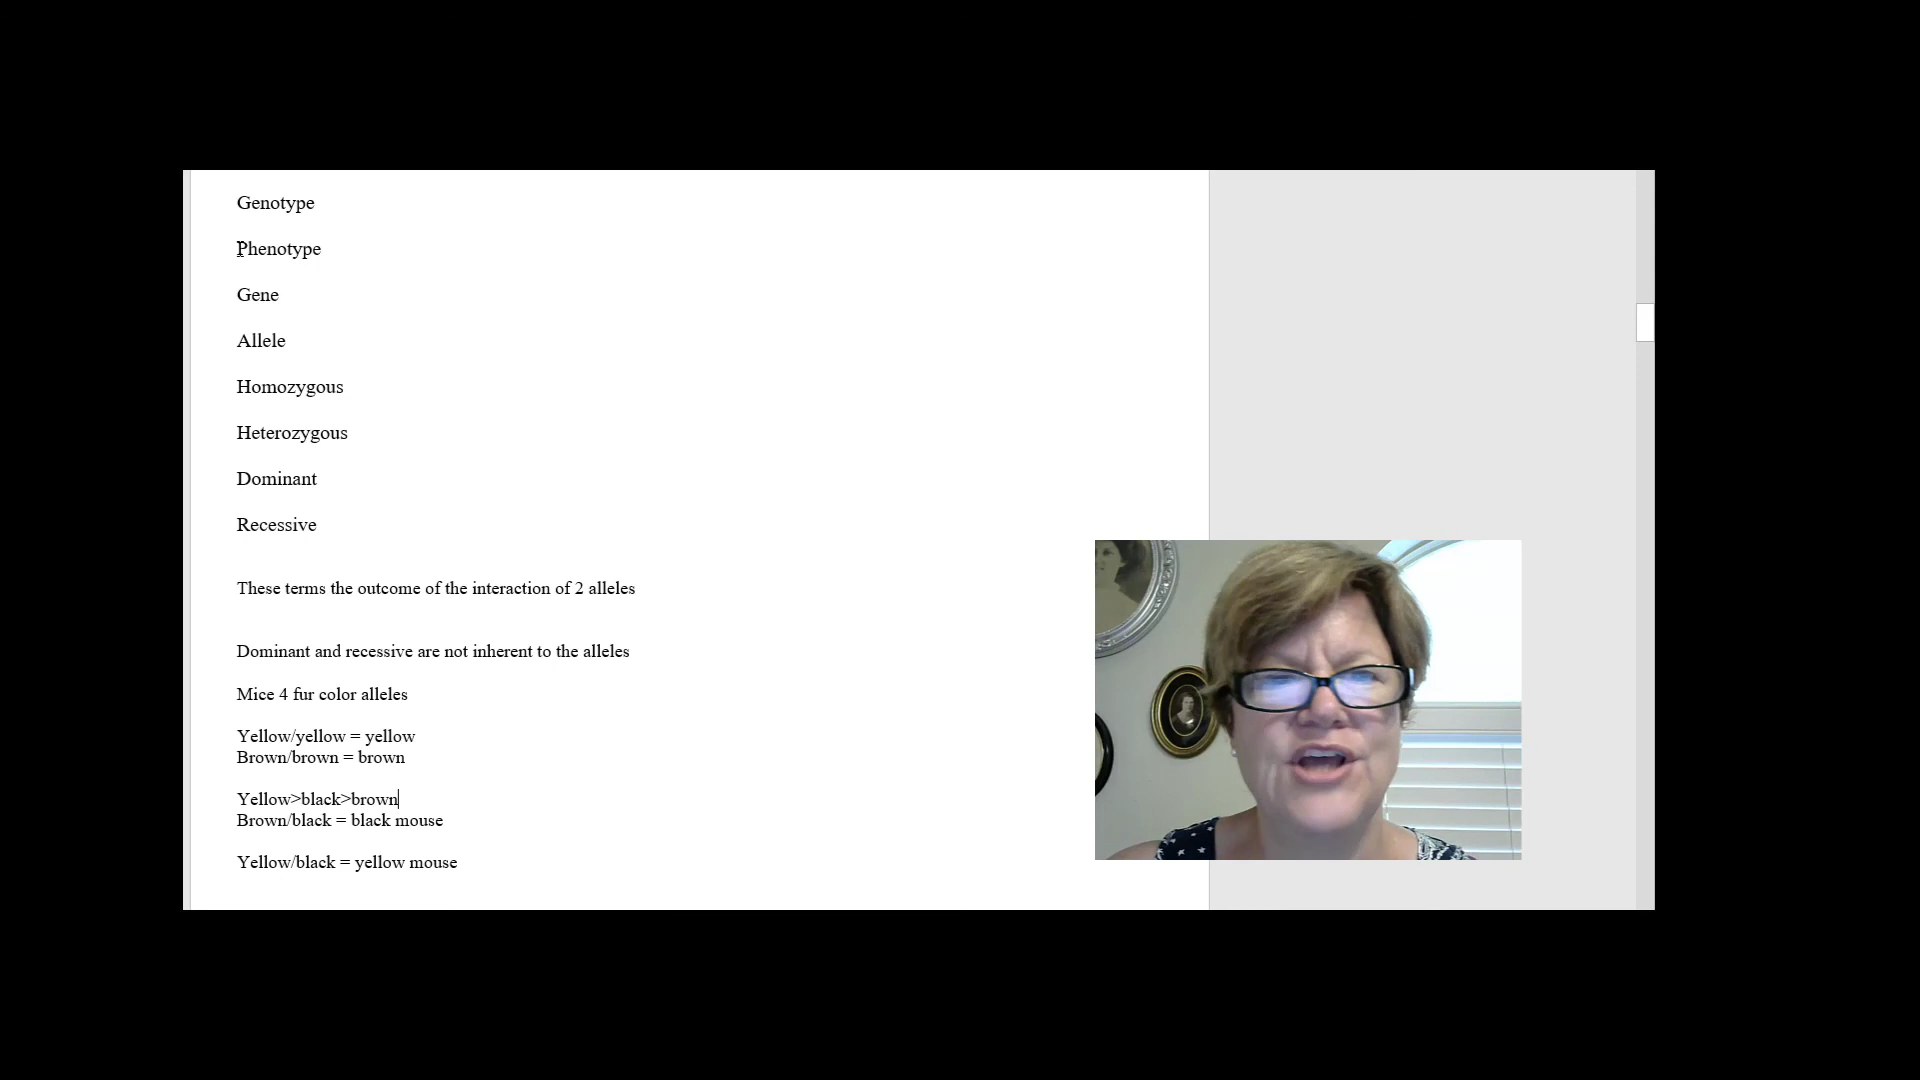 Genotype
Phenotype
Gene
Allele
Homozygous
Heterozygous
Dominant
Recessive
These terms the outcome of the interaction of 2 alleles
Dominant and recessive are not inherent to the alleles
Mice 4 fur color alleles
Yellow/yellow = yellow
Brown/brown = brown
Yellow>black>brown
Brown/black = black mouse
Yellow/black = yellow mouse